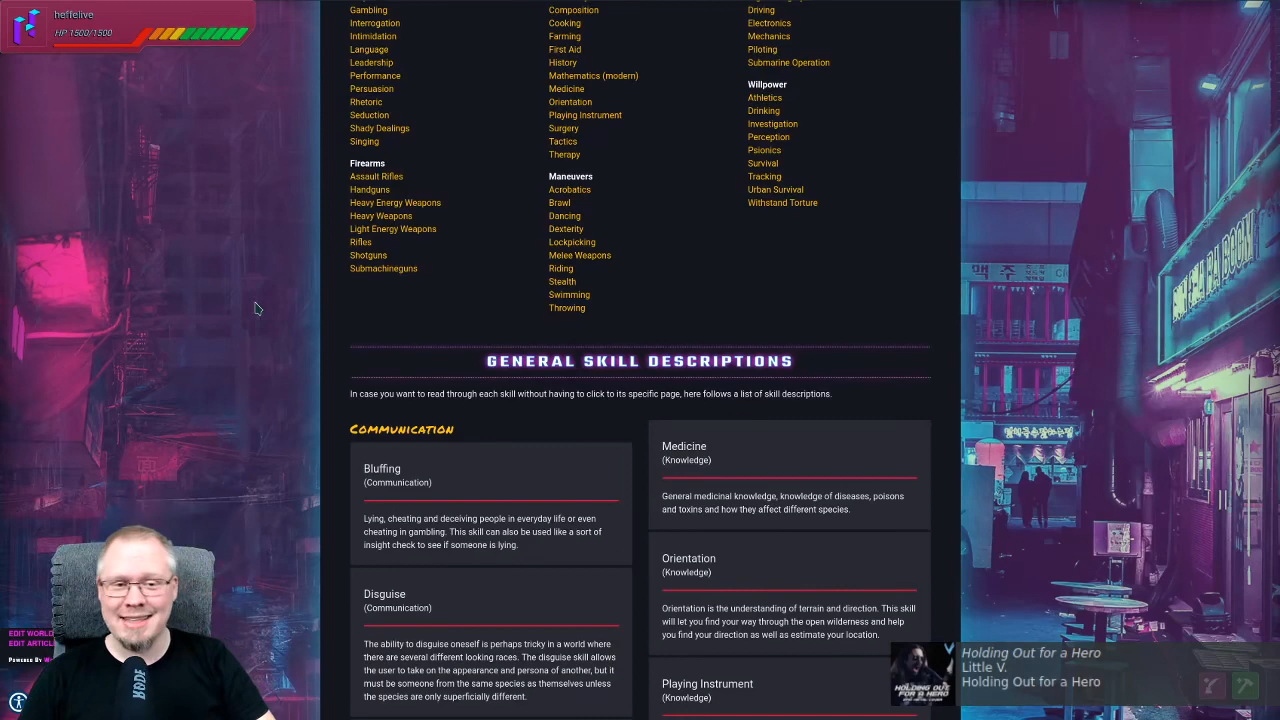 heffelive
HP 1500/1500
Gambling
Interrogation
Intimidation
Language
Leadership
Performance
Persuasion
Rhetoric
Seduction
Shady Dealings
Singing
Firearms
Assault Rifles
Handguns
Heavy Energy Weapons
Heavy Weapons
Light Energy Weapons
Rifles
Shotguns
Submachineguns
Composition
Cooking
Farming
First Aid
History
Mathematics (modern)
Medicine
Orientation
Playing Instrument
Surgery
Tactics
Therapy
Maneuvers
Acrobatics
Brawl
Dancing
Dexterity
Lockpicking
Melee Weapons
Riding
Stealth
Swimming
Throwing
Driving
Electronics
Mechanics
Piloting
Submarine Operation
Willpower
Athletics
Drinking
Investigation
Perception
Psionics
Survival
Tracking
Urban Survival
Withstand Torture
GENERAL SKILL DESCRIPTIONS
In case you want to read through each skill without having to click to its specific page, here follows a list of skill descriptions.
Communication
Bluffing
(Communication)
Lying, cheating and deceiving people in everyday life or even
cheating in gambling. This skill can also be used like a sort of
insight check to see if someone is lying.
Disguise
(Communication)
The ability to disguise oneself is perhaps tricky in a world where
there are several different looking races. The disguise skill allows
the user to take on the appearance and persona of another, but it
must be someone from the same species as themselves unless
the species are only superficially different.
Medicine
(Knowledge)
General medicinal knowledge, knowledge of diseases, poisons
and toxins and how they affect different species.
Orientation
(Knowledge)
Orientation is the understanding of terrain and direction. This skill
will let you find your way through the open wilderness and help
you find your direction as well as estimate your location.
Playing Instrument
(Knowledge)
EDIT WORLD
EDIT ARTICL
Powered By W
Holding Out for a Hero
Little V.
Holding Out for a Hero
HOLDING OUT
FOR A HERO